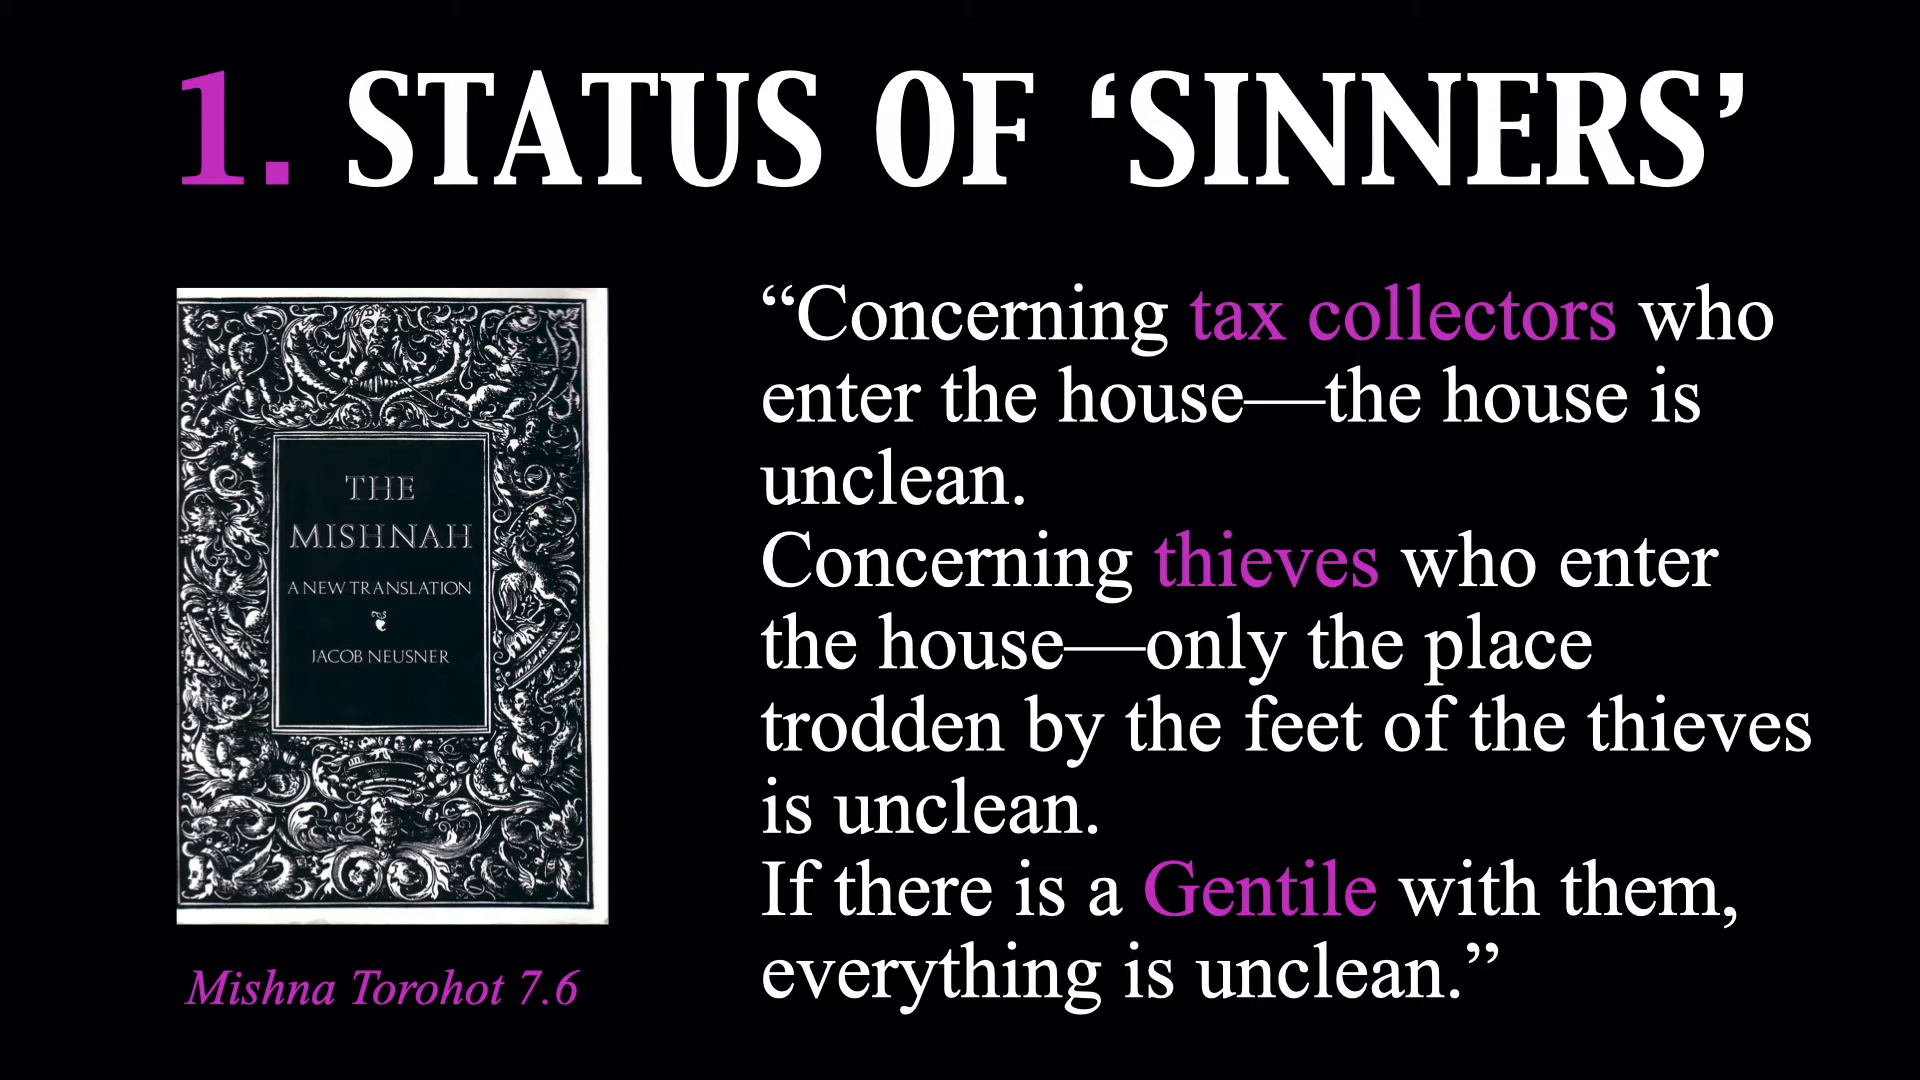 1. STATUS OF ‘SINNERS’
THE
MISHNAH
A NEW TRANSLATION
JACOB NEUSNER
Mishna Torohot 7.6
“Concerning tax collectors who
enter the house—the house is
unclean.
Concerning thieves who enter
the house—only the place
trodden by the feet of the thieves
is unclean.
If there is a Gentile with them,
everything is unclean.”